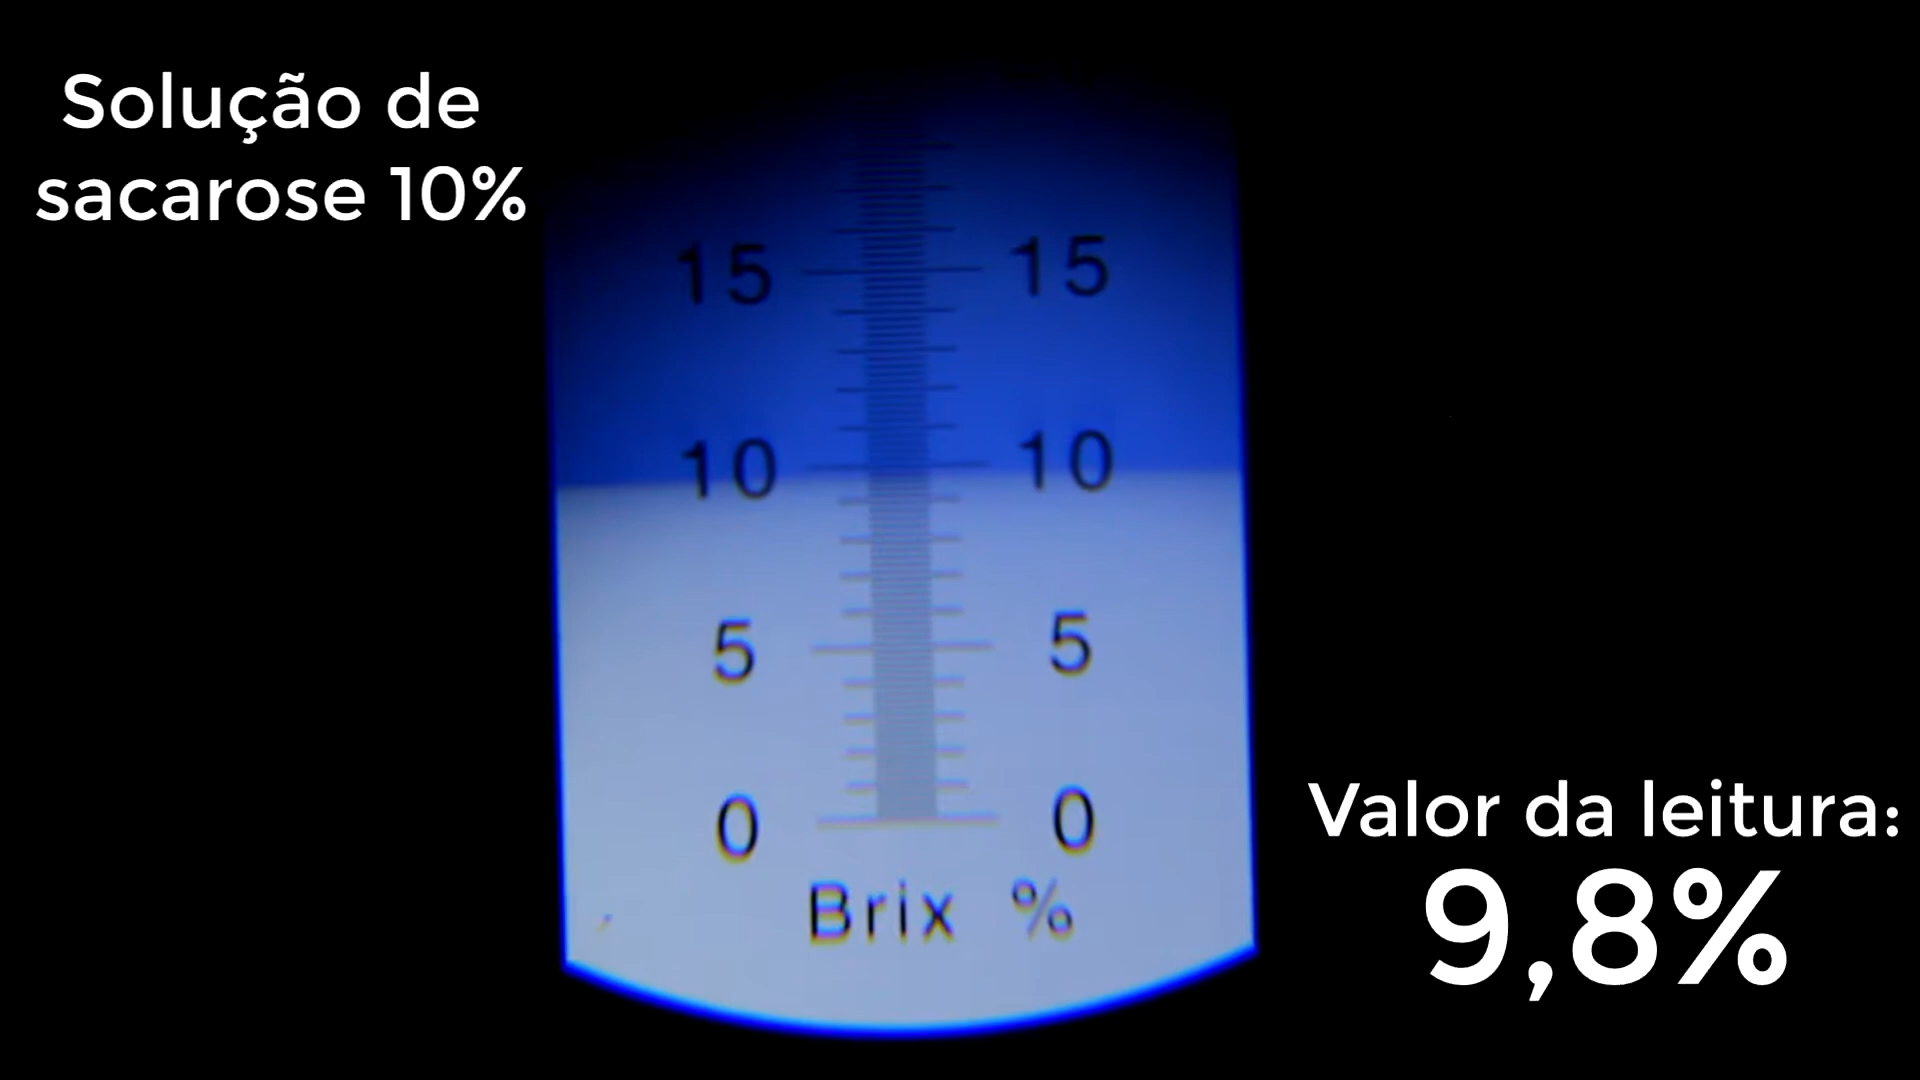 Solução de
sacarose 10%
15 15
10 10
5 5
0 0
Brix %
Valor da leitura:
9,8%